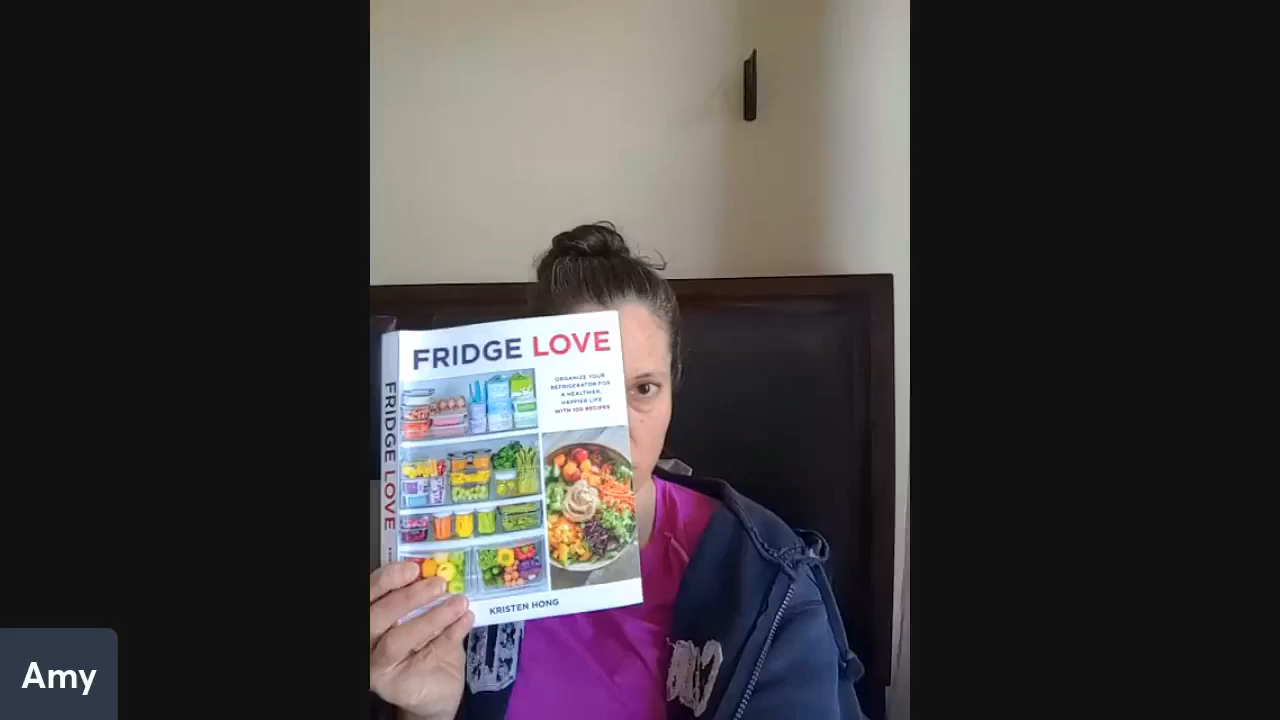 FRIDGE LOVE
ORGANIZE YOUR
REFRIGERATOR FOR
A HEALTHIER,
HAPPIER LIFE
WITH 100 RECIPES
KRISTEN HONG
FRIDGE LOVE
Amy